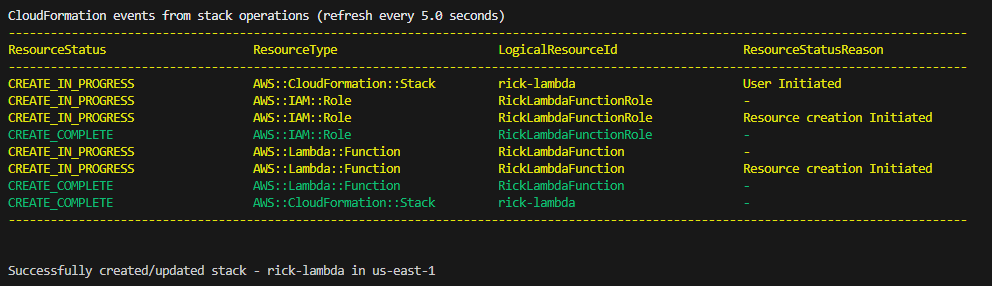 CloudFormation events from stack operations (refresh every 5.0 seconds)
-----------------------------------------------------------------------------------------------------------------------------------------
ResourceStatus ResourceType LogicalResourceId ResourceStatusReason
-----------------------------------------------------------------------------------------------------------------------------------------
CREATE_IN_PROGRESS AWS::CloudFormation::Stack rick-lambda User Initiated
CREATE_IN_PROGRESS AWS::IAM::Role RickLambdaFunctionRole -
CREATE_IN_PROGRESS AWS::IAM::Role RickLambdaFunctionRole Resource creation Initiated
CREATE_COMPLETE AWS::IAM::Role RickLambdaFunctionRole -
CREATE_IN_PROGRESS AWS::Lambda::Function RickLambdaFunction -
CREATE_IN_PROGRESS AWS::Lambda::Function RickLambdaFunction Resource creation Initiated
CREATE_COMPLETE AWS::Lambda::Function RickLambdaFunction -
CREATE_COMPLETE AWS::CloudFormation::Stack rick-lambda -
-----------------------------------------------------------------------------------------------------------------------------------------
Successfully created/updated stack - rick-lambda in us-east-1